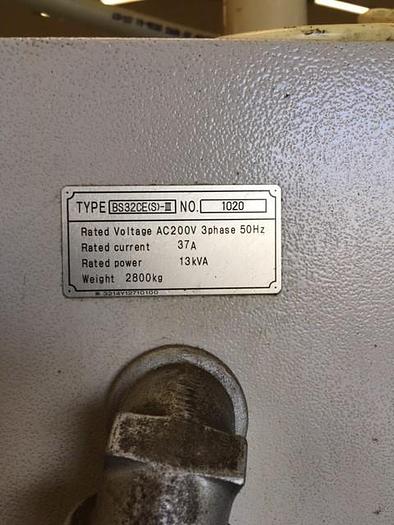 TYPE BS32CE(S)-Ⅲ NO. 1020
Rated Voltage AC200V 3phase 50Hz
Rated current 37A
Rated power 13kVA
Weight 2800kg